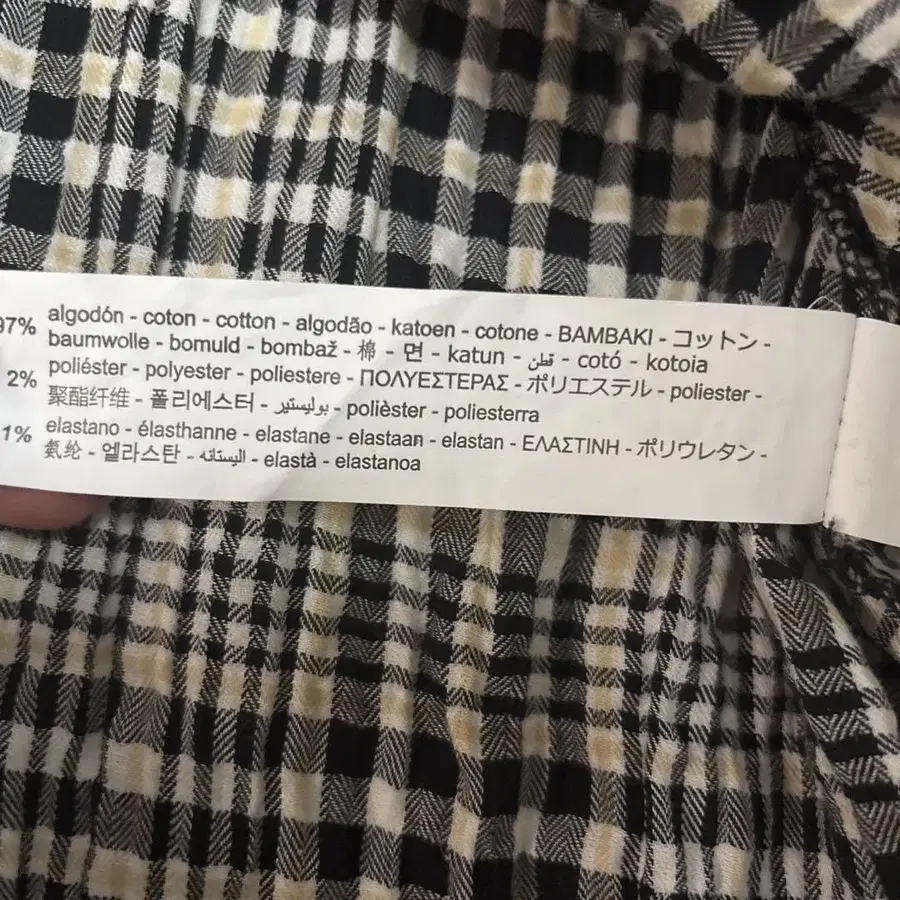 97% algodón - coton - cotton - algodão - katoen - cotone - BAMBAKI - コットン -
baumwolle - bomuld - bombaž - 棉 - 면 - katun - قطن - cotó - kotoia
2% poliéster - polyester - poliestere - ΠΟΛΥΕΣΤΕΡΑΣ - ポリエステル - poliester -
聚酯纤维 - 폴리에스터 - بوليستير - polièster - poliesterra
1% elastano - élasthanne - elastane - elastaan - elastan - ΕΛΑΣΤΙΝΗ - ポリウレタン -
氨纶 - 엘라스탄 - اليستانه - elastà - elastanoa